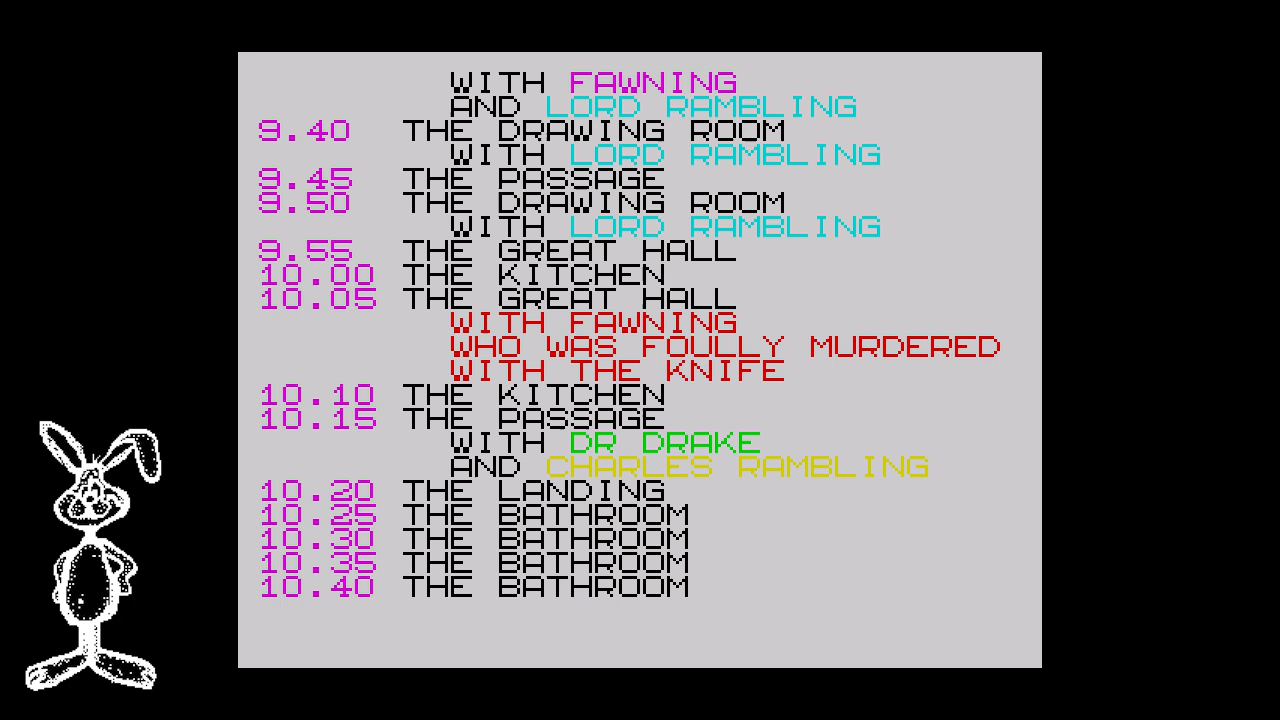 WITH FAWNING
AND LORD RAMBLING
9.40 THE DRAWING ROOM
WITH LORD RAMBLING
9.45 THE PASSAGE
9.50 THE DRAWING ROOM
WITH LORD RAMBLING
9.55 THE GREAT HALL
10.00 THE KITCHEN
10.05 THE GREAT HALL
WITH FAWNING
WHO WAS FOULLY MURDERED
WITH THE KNIFE
10.10 THE KITCHEN
10.15 THE PASSAGE
WITH DR DRAKE
AND CHARLES RAMBLING
10.20 THE LANDING
10.25 THE BATHROOM
10.30 THE BATHROOM
10.35 THE BATHROOM
10.40 THE BATHROOM